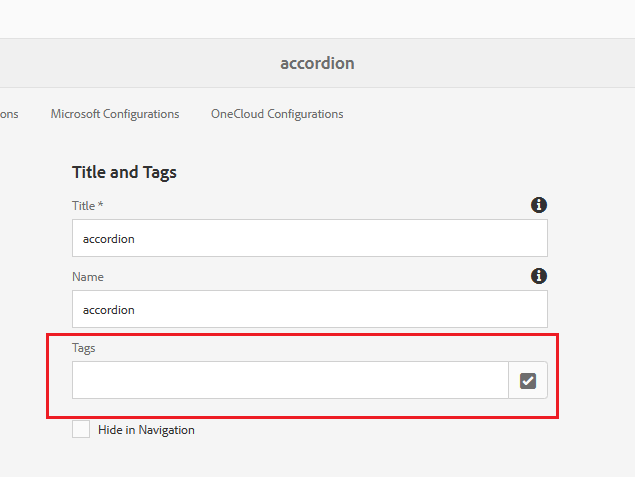 accordion
ons Microsoft Configurations OneCloud Configurations
Title and Tags
Title *
accordion
Name
accordion
Tags
Hide in Navigation